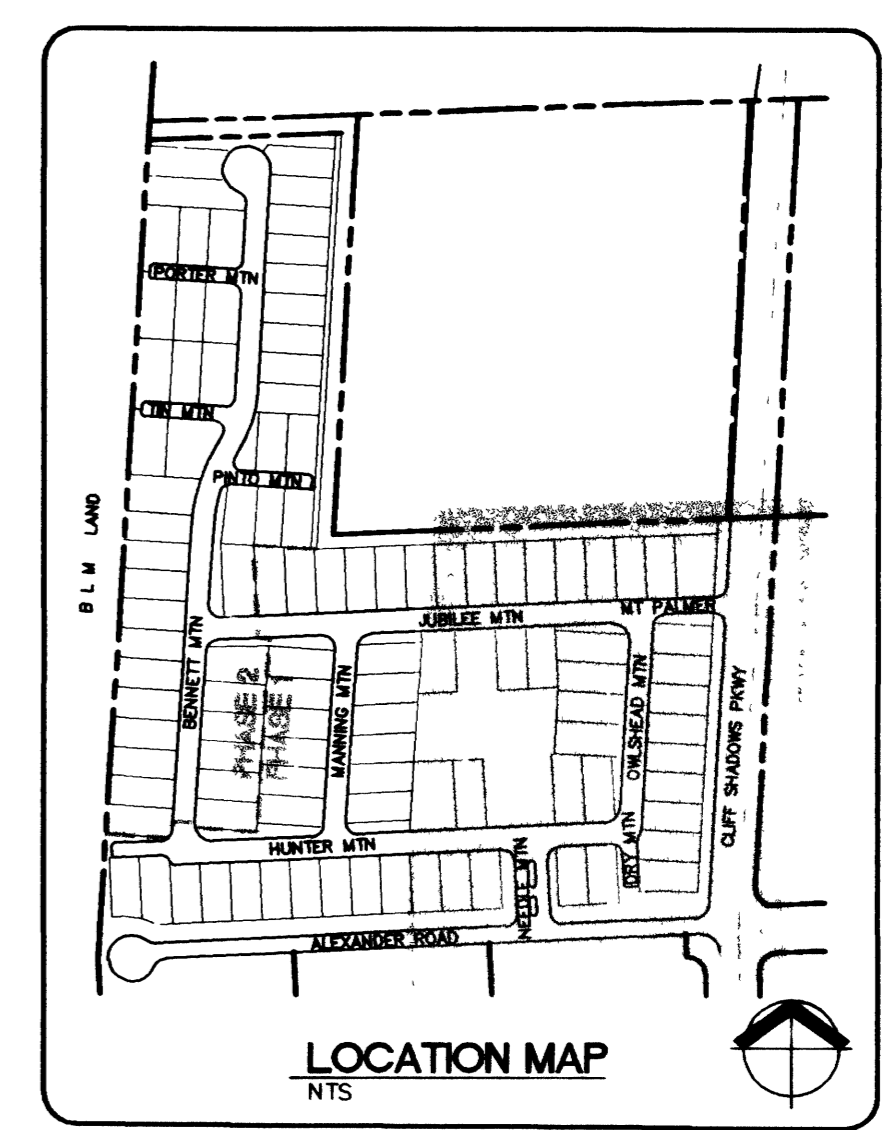 PORTER MTN
TIN MTN
PINTO MTN
B L M LAND
JUBILEE MTN
MT PALMER
BENNETT MTN
PHASE 2
PHASE 1
MANNING MTN
OWLSHEAD MTN
CLIFF SHADOWS PKWY
HUNTER MTN
DRY MTN
NEEDLE MTN
ALEXANDER ROAD
LOCATION MAP
NTS